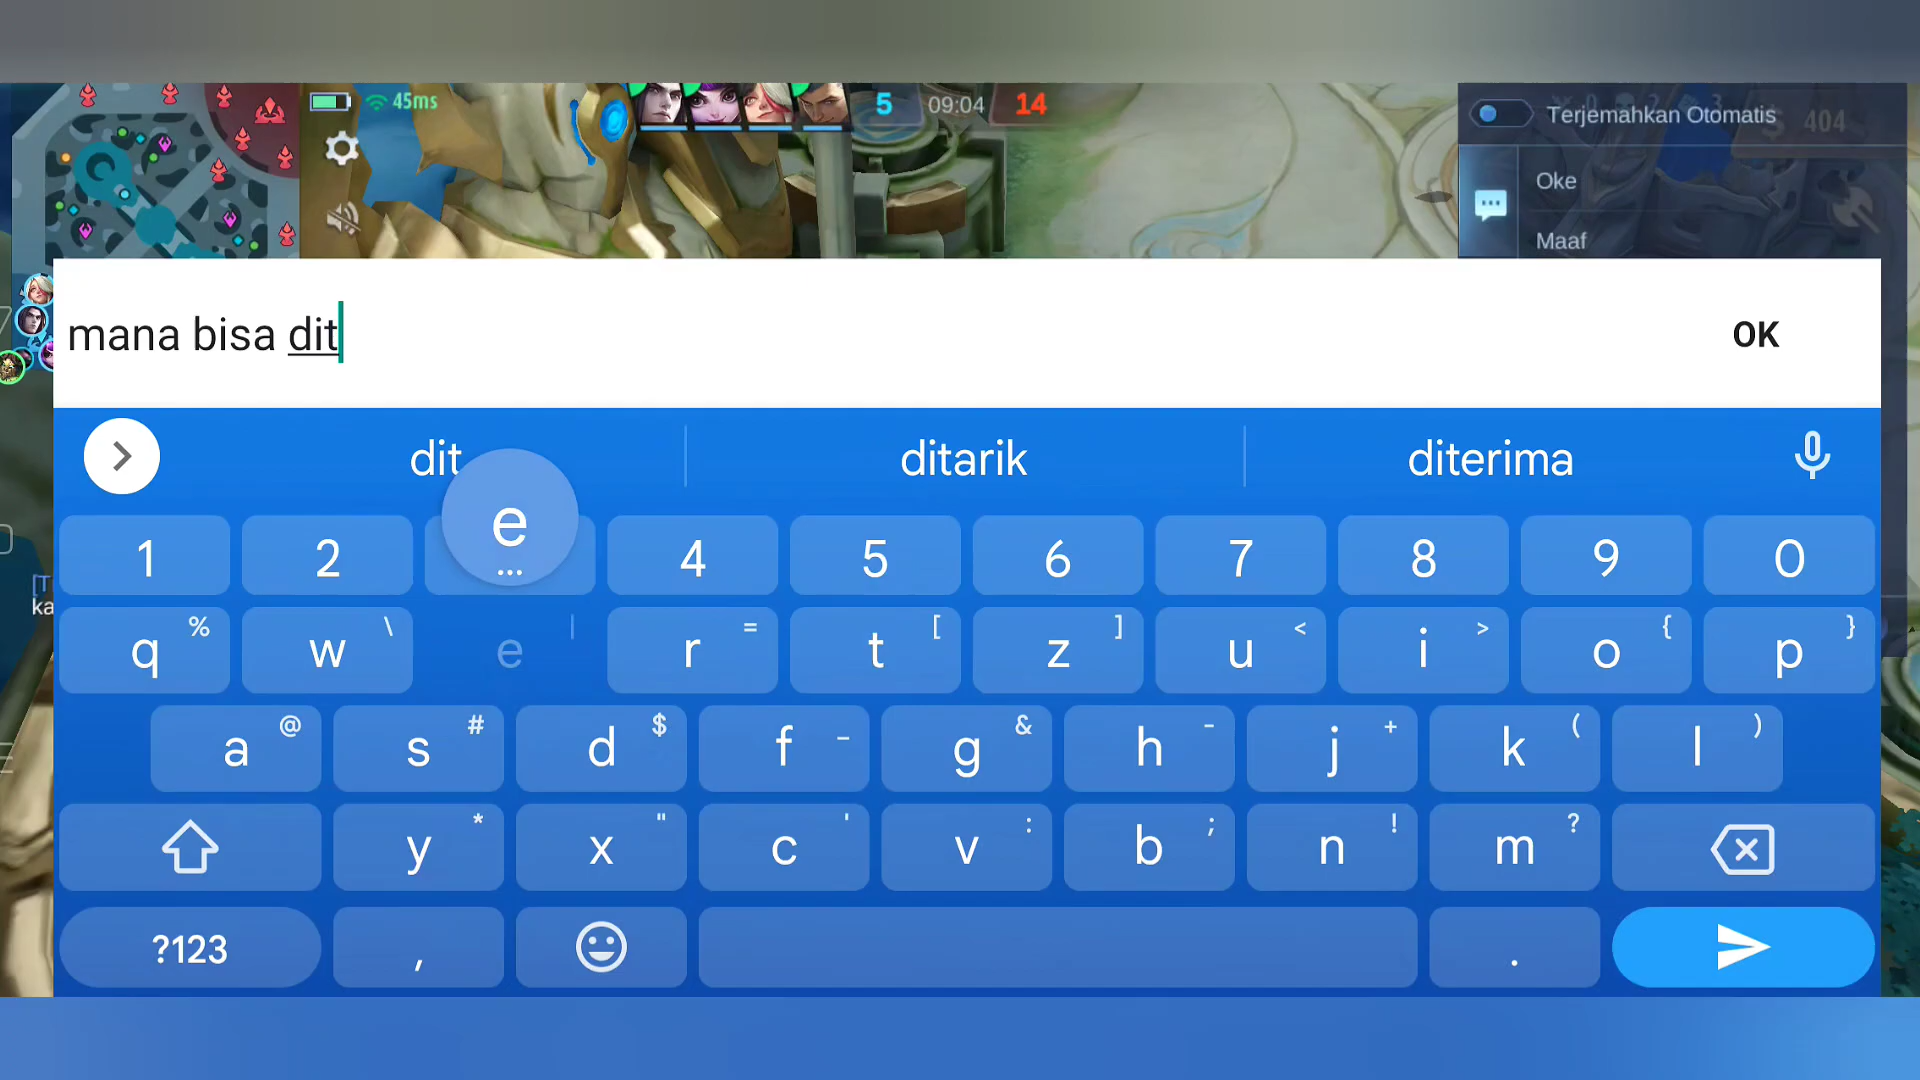 45ms
5 09:04 14
Terjemahkan Otomatis
404
Oke
Maaf
mana bisa dit
OK
dit ditarik diterima
e
...
1 2 4 5 6 7 8 9 0
q % w \ e | r = t [ z ] u < i > o { p }
a @ s # d $ f _ g & h - j + k ( l )
y * x " c ' v : b ; n ! m ?
?123 , .
[T
ka